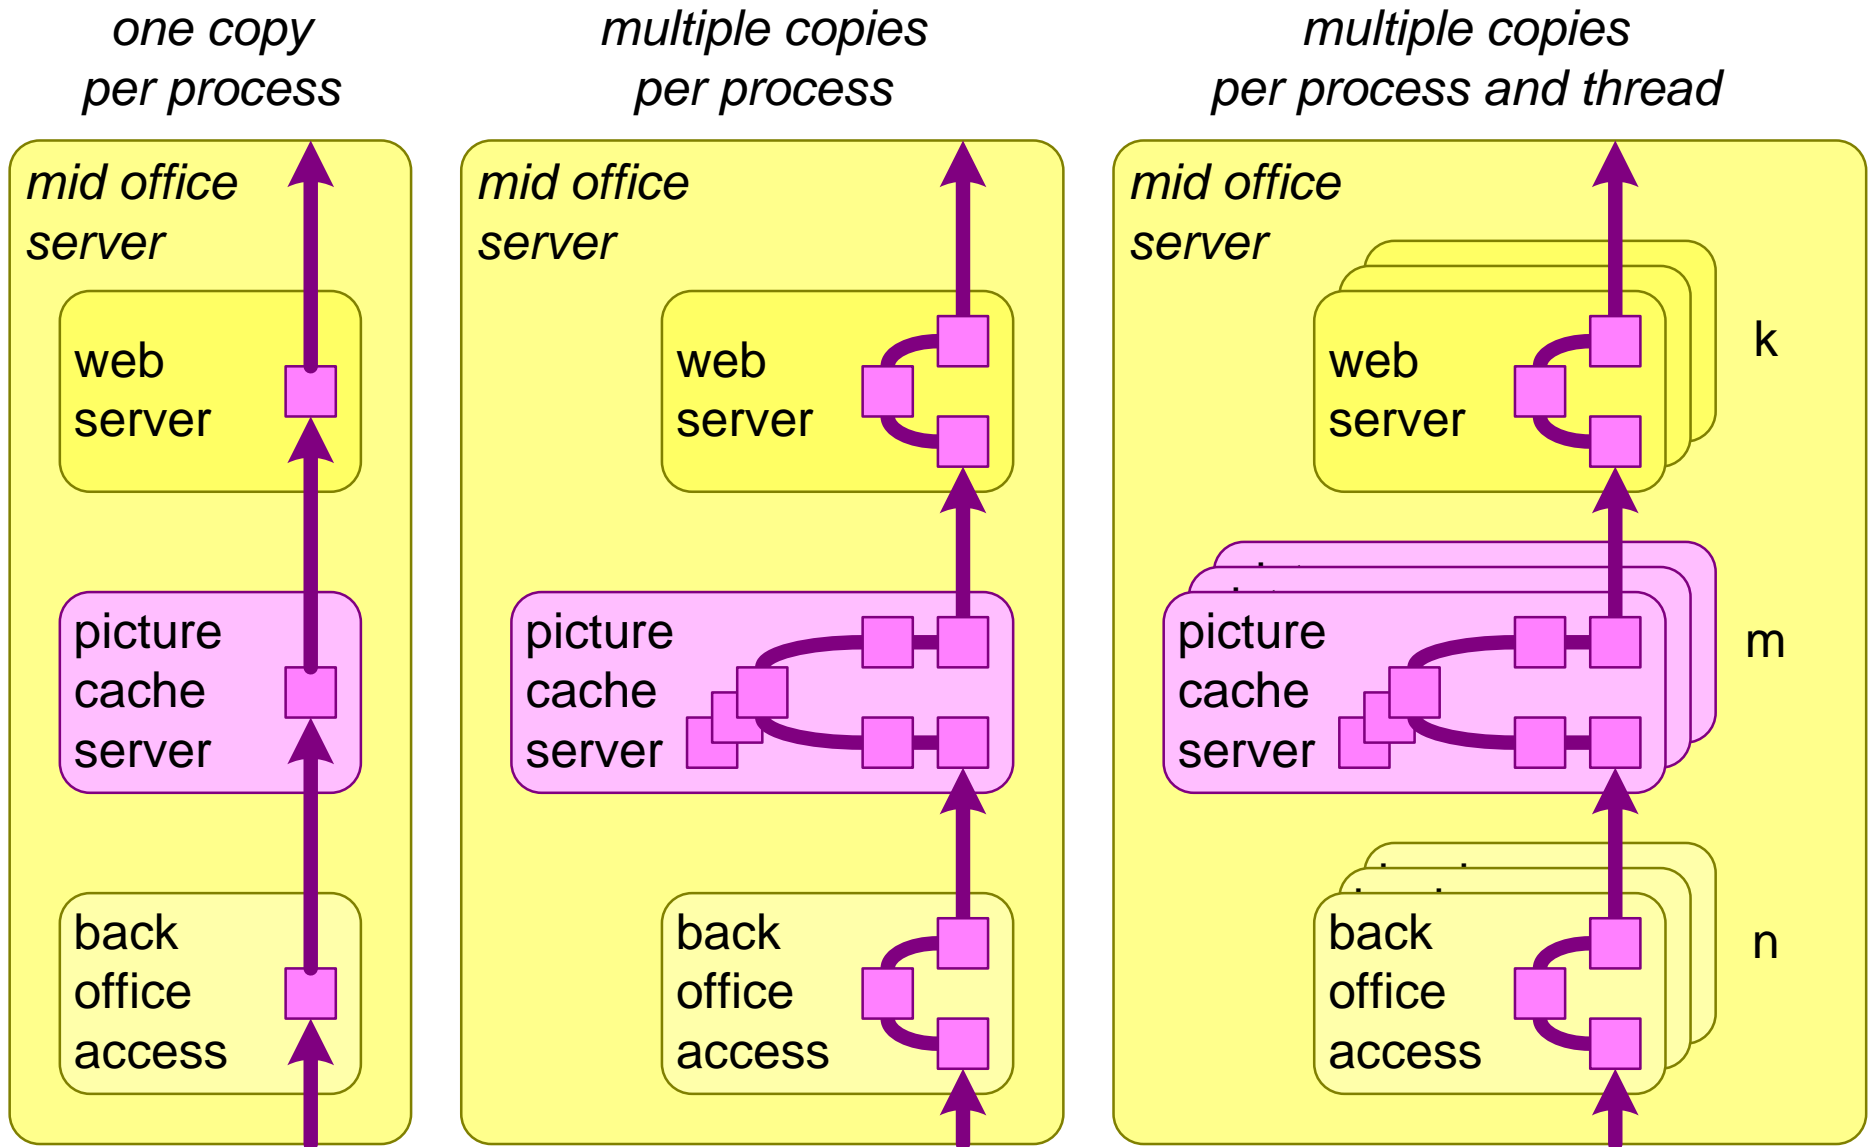 one copy
per process
mid office
server
web
server
picture
cache
server
back
office
access
multiple copies
per process
mid office
server
web
server
picture
cache
server
back
office
access
multiple copies
per process and thread
mid office
server
web
server
k
picture
cache
server
m
back
office
access
n